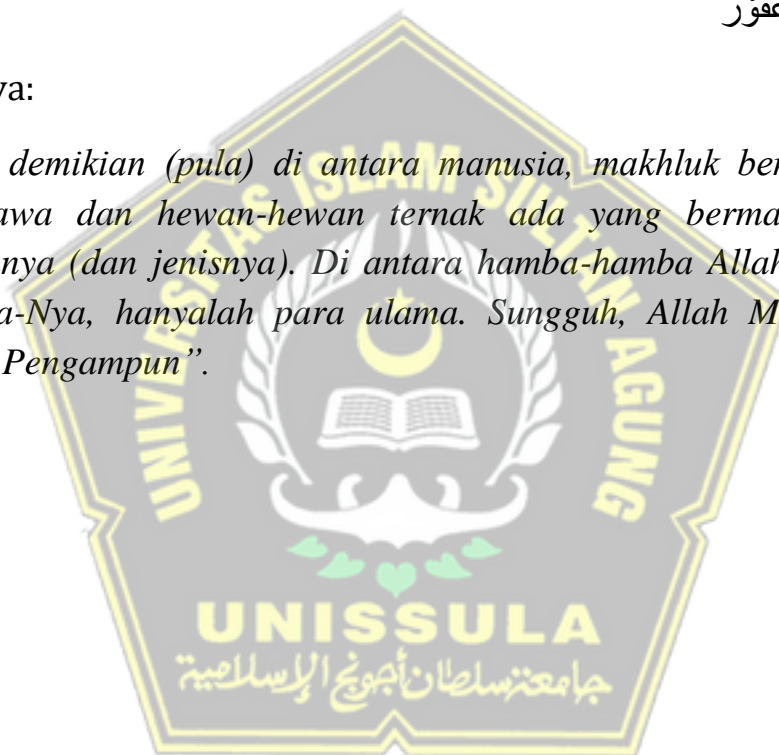 غفور
ya:
demikian (pula) di antara manusia, makhluk ber
awa dan hewan-hewan ternak ada yang berma
nya (dan jenisnya). Di antara hamba-hamba Allah
a-Nya, hanyalah para ulama. Sungguh, Allah M
Pengampun”.
UNIVERSITAS ISLAM SULTAN AGUNG
UNISSULA
جامعة سلطان أجونج الإسلامية